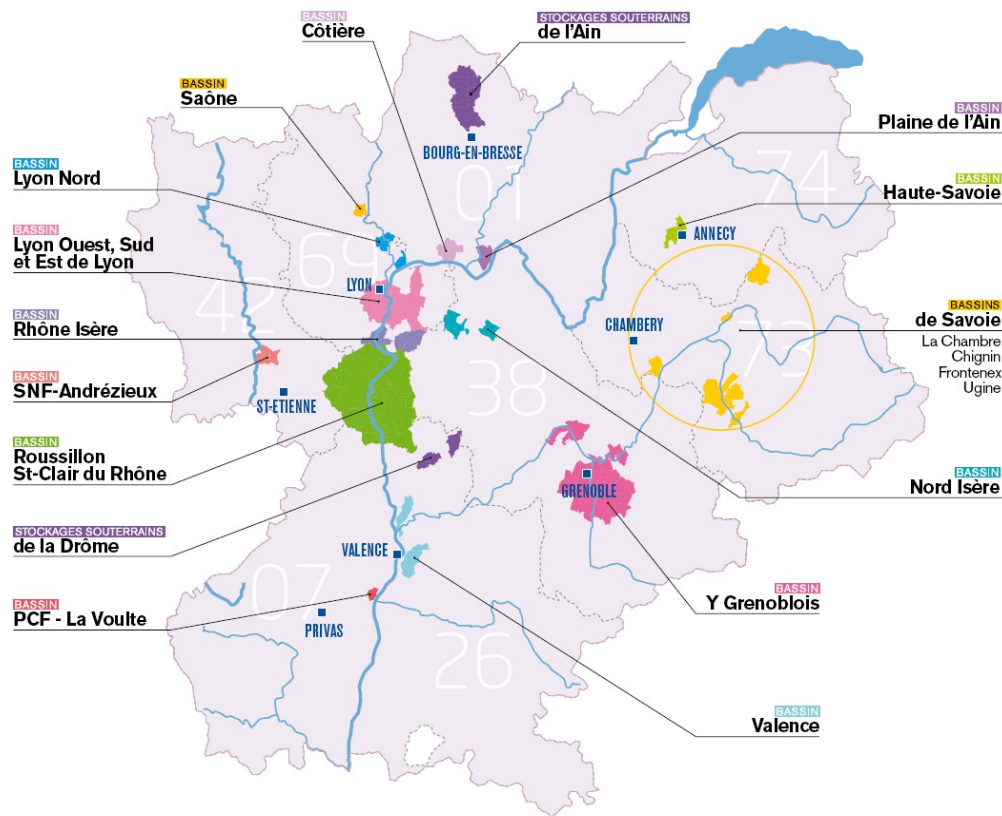 BASSIN
Côtière
STOCKAGES SOUTERRAINS
de l'Ain
BASSIN
Saône
BASSIN
Plaine de l'Ain
BOURG-EN-BRESSE
BASSIN
Lyon Nord
01
74
BASSIN
Haute-Savoie
ANNECY
BASSIN
Lyon Ouest, Sud
et Est de Lyon
69
LYON
42
BASSIN
Rhône Isère
CHAMBERY
73
BASSINS
de Savoie
La Chambre
Chignin
Frontenex
Ugine
BASSIN
SNF-Andrézieux
ST-ETIENNE
38
BASSIN
Roussillon
St-Clair du Rhône
GRENOBLE
BASSIN
Nord Isère
STOCKAGES SOUTERRAINS
de la Drôme
VALENCE
BASSIN
PCF - La Voulte
07
PRIVAS
26
BASSIN
Y Grenoblois
BASSIN
Valence